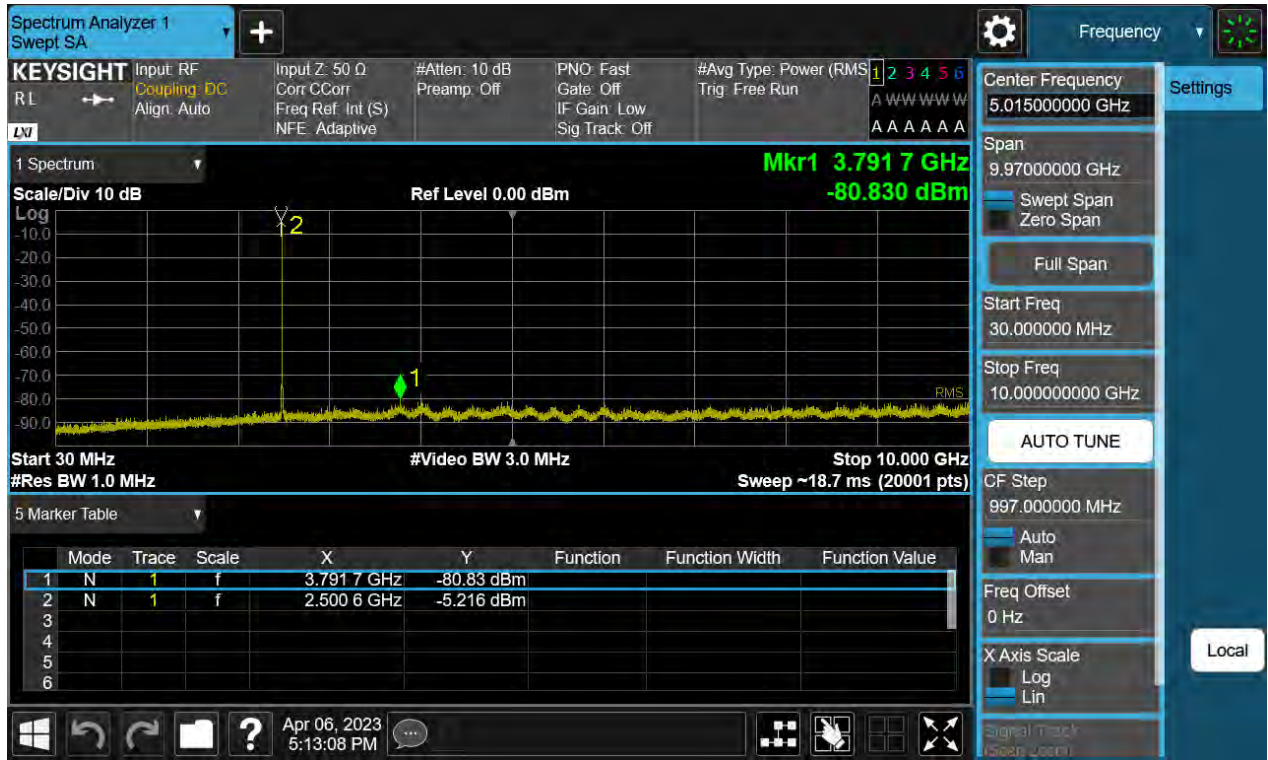 Spectrum Analyzer 1
Swept SA
+
Frequency
KEYSIGHT
RL
LXI
Input: RF
Coupling: DC
Align: Auto
Input Z: 50 Ω
Corr CCorr
Freq Ref: Int (S)
NFE: Adaptive
#Atten: 10 dB
Preamp: Off
PNO: Fast
Gate: Off
IF Gain: Low
Sig Track: Off
#Avg Type: Power (RMS
Trig: Free Run
1 2 3 4 5 6
A W W W W W
A A A A A A
1 Spectrum
Mkr1 3.791 7 GHz
Scale/Div 10 dB
Ref Level 0.00 dBm
-80.830 dBm
Log
-10.0
-20.0
-30.0
-40.0
-50.0
-60.0
-70.0
-80.0
-90.0
2
1
RMS
Start 30 MHz
#Video BW 3.0 MHz
Stop 10.000 GHz
#Res BW 1.0 MHz
Sweep ~18.7 ms (20001 pts)
5 Marker Table
Mode Trace Scale X Y Function Function Width Function Value
1 N 1 f 3.791 7 GHz -80.83 dBm
2 N 1 f 2.500 6 GHz -5.216 dBm
3
4
5
6
Apr 06, 2023
5:13:08 PM
?
Center Frequency
5.015000000 GHz
Settings
Span
9.97000000 GHz
Swept Span
Zero Span
Full Span
Start Freq
30.000000 MHz
Stop Freq
10.000000000 GHz
AUTO TUNE
CF Step
997.000000 MHz
Auto
Man
Freq Offset
0 Hz
X Axis Scale
Log
Lin
Local
Signal Track
(Span Zoom)